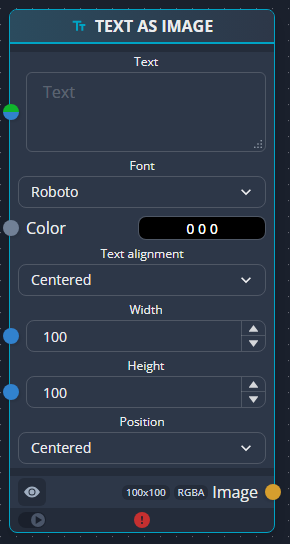 TEXT AS IMAGE
Text
Text
Font
Roboto
Color
0 0 0
Text alignment
Centered
Width
100
Height
100
Position
Centered
100x100 RGBA Image